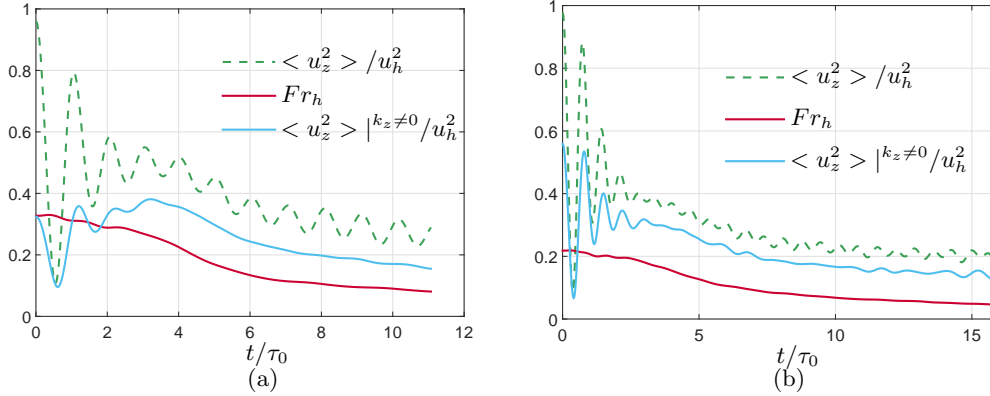 1
0.8
0.6
0.4
0.2
0
< u_z^2 > /u_h^2
Fr_h
< u_z^2 > |^{k_z≠0}/u_h^2
0 2 4 6 8 10 12
t/τ_0
(a)
1
0.8
0.6
0.4
0.2
0
< u_z^2 > /u_h^2
Fr_h
< u_z^2 > |^{k_z≠0}/u_h^2
0 5 10 15
t/τ_0
(b)